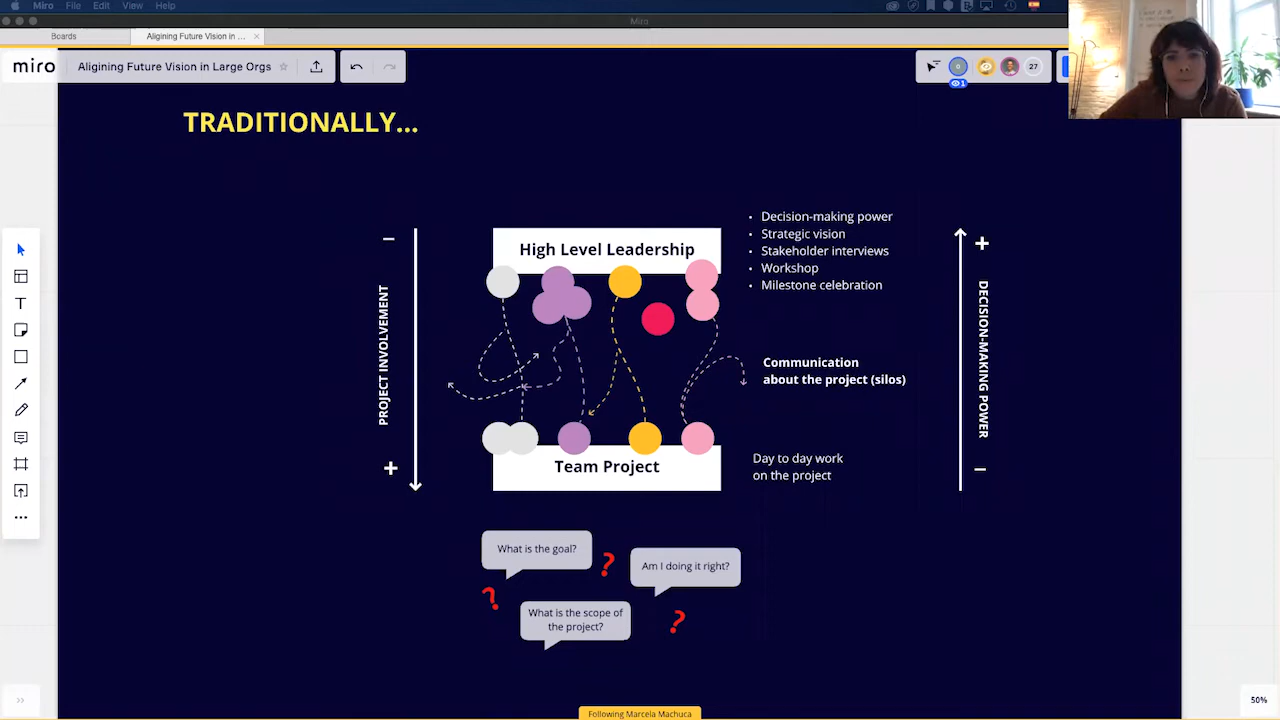 Miro File Edit View Help
Miro
Boards
Aligining Future Vision in ...
miro
Aligining Future Vision in Large Orgs
27
TRADITIONALLY...
High Level Leadership
• Decision-making power
• Strategic vision
• Stakeholder interviews
• Workshop
• Milestone celebration
PROJECT INVOLVEMENT
DECISION-MAKING POWER
Communication
about the project (silos)
Team Project
Day to day work
on the project
What is the goal?
?
Am I doing it right?
?
What is the scope of
the project?
?
50%
Following Marcela Machuca